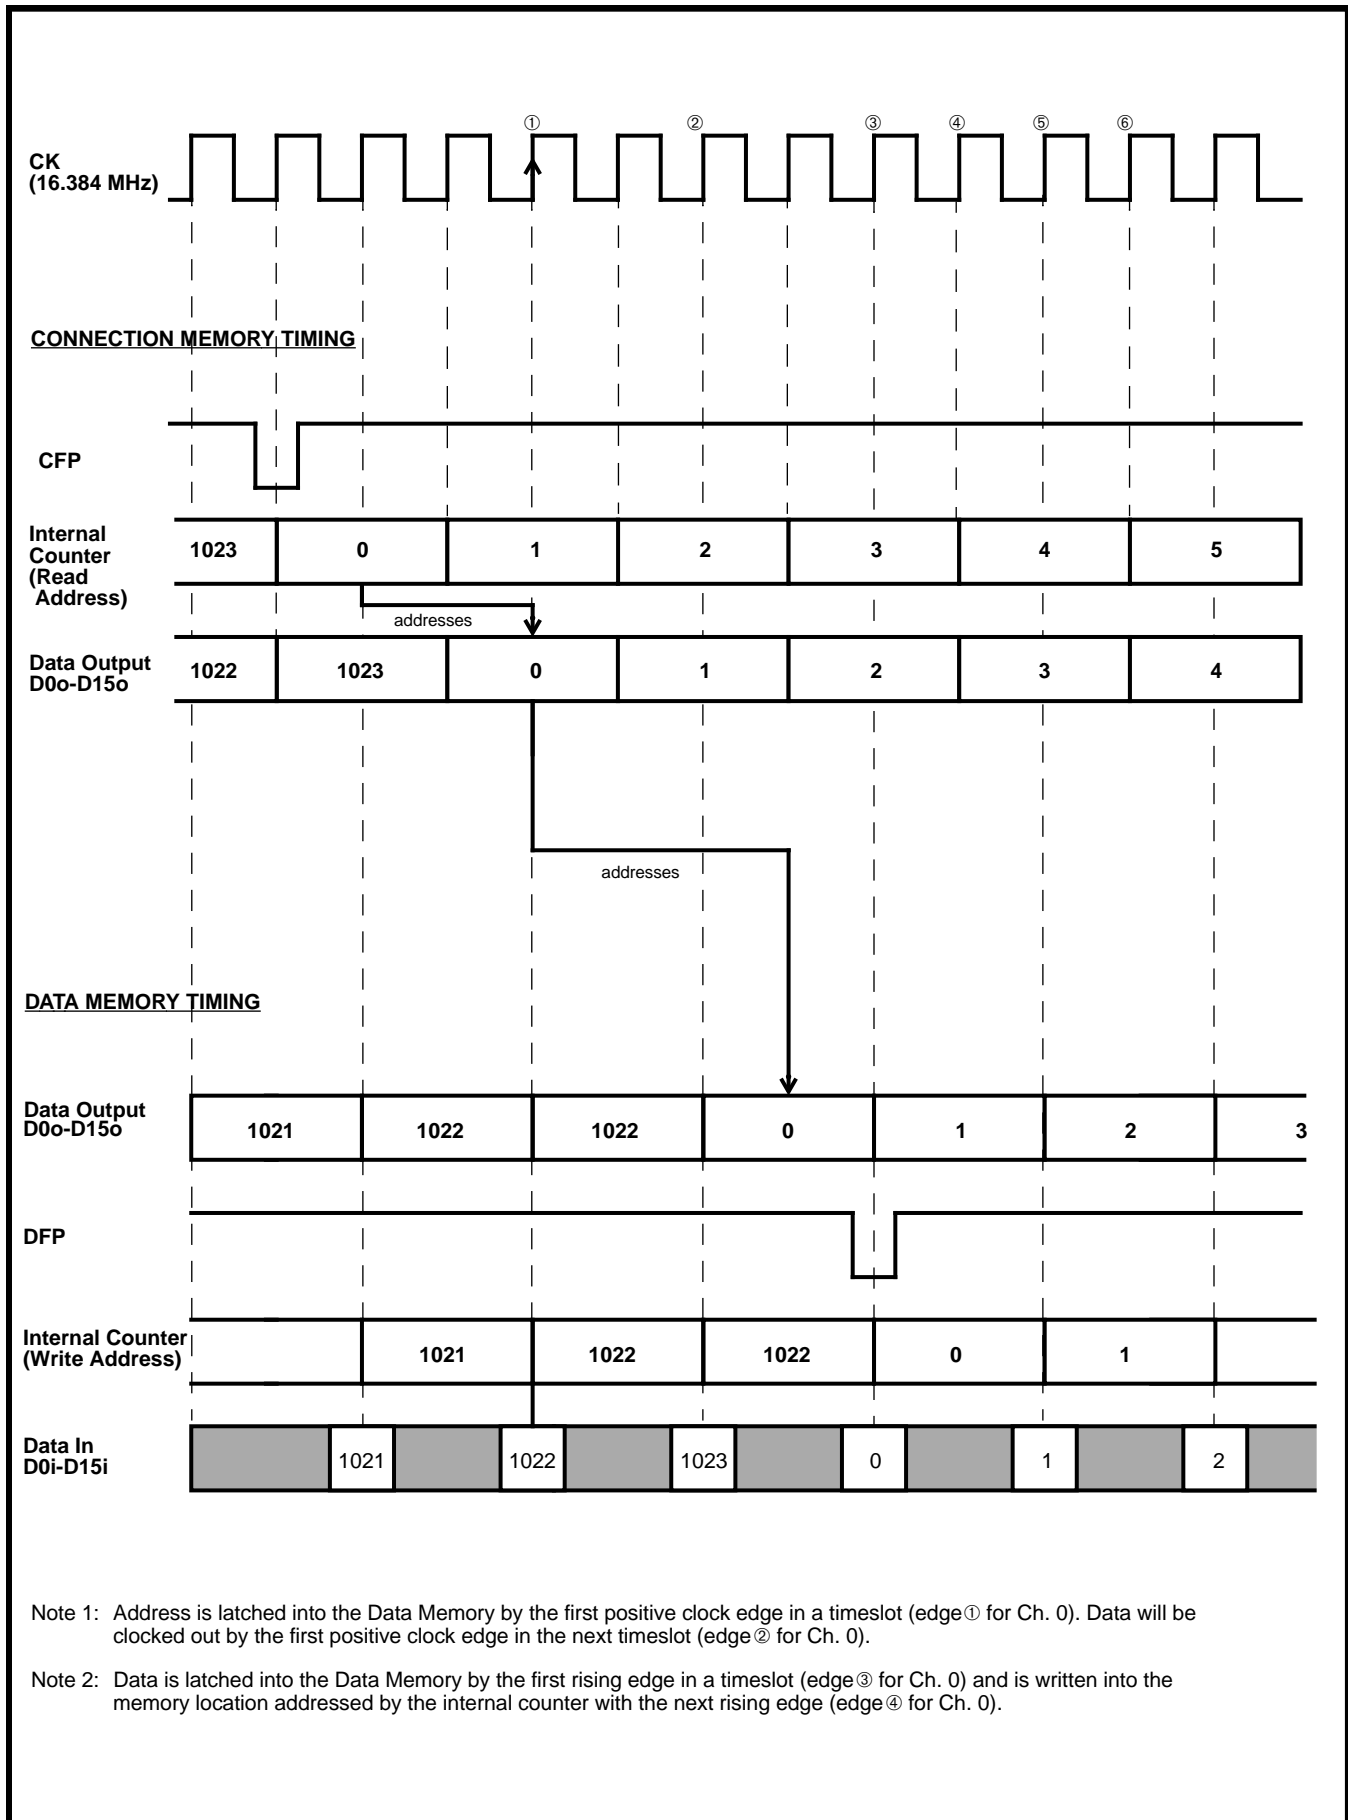 ① ② ③ ④ ⑤ ⑥
CK
(16.384 MHz)
CONNECTION MEMORY TIMING
CFP
Internal
Counter
(Read
Address)
1023 0 1 2 3 4 5
addresses
Data Output
D0o-D15o
1022 1023 0 1 2 3 4
addresses
DATA MEMORY TIMING
Data Output
D0o-D15o
1021 1022 1022 0 1 2 3
DFP
Internal Counter
(Write Address)
1021 1022 1022 0 1
Data In
D0i-D15i
1021 1022 1023 0 1 2
Note 1: Address is latched into the Data Memory by the first positive clock edge in a timeslot (edge① for Ch. 0). Data will be
clocked out by the first positive clock edge in the next timeslot (edge② for Ch. 0).
Note 2: Data is latched into the Data Memory by the first rising edge in a timeslot (edge③ for Ch. 0) and is written into the
memory location addressed by the internal counter with the next rising edge (edge④ for Ch. 0).